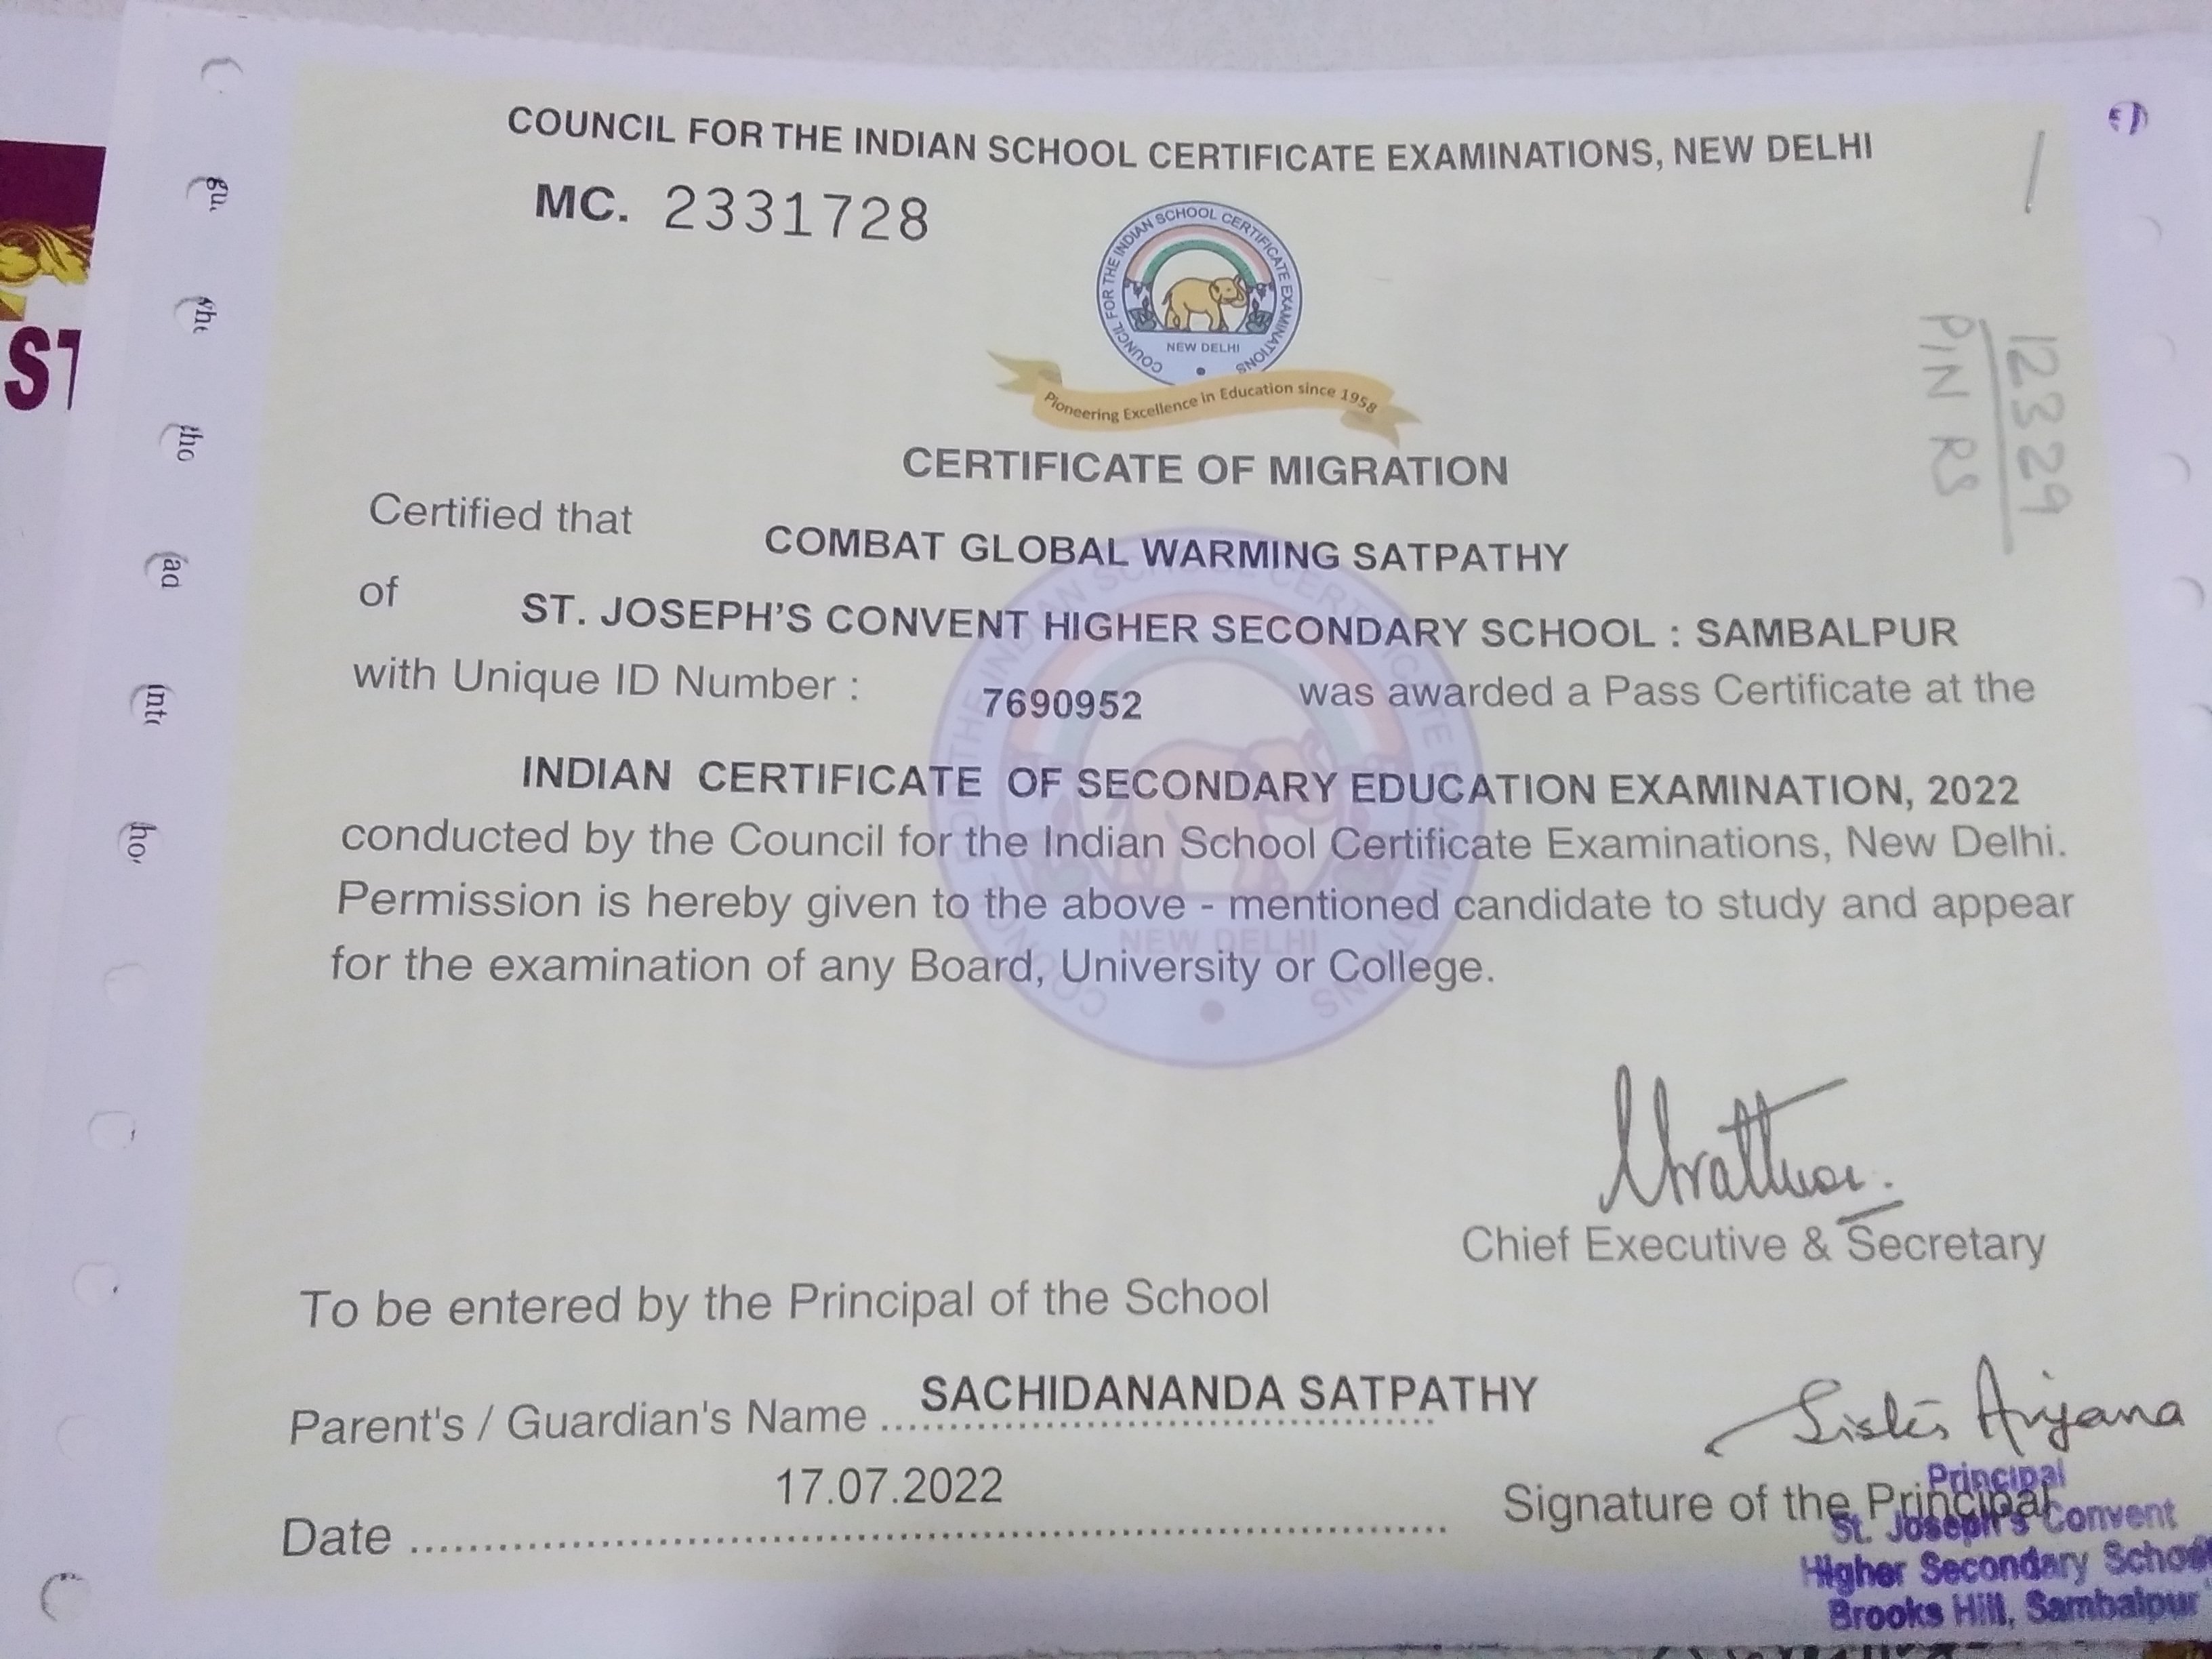 COUNCIL FOR THE INDIAN SCHOOL CERTIFICATE EXAMINATIONS, NEW DELHI
MC. 2331728
COUNCIL FOR THE INDIAN SCHOOL CERTIFICATE EXAMINATIONS
NEW DELHI
Pioneering Excellence in Education since 1958
12329
PIN RS
CERTIFICATE OF MIGRATION
Certified that COMBAT GLOBAL WARMING SATPATHY
of ST. JOSEPH'S CONVENT HIGHER SECONDARY SCHOOL : SAMBALPUR
with Unique ID Number : 7690952 was awarded a Pass Certificate at the
INDIAN CERTIFICATE OF SECONDARY EDUCATION EXAMINATION, 2022
conducted by the Council for the Indian School Certificate Examinations, New Delhi.
Permission is hereby given to the above - mentioned candidate to study and appear
for the examination of any Board, University or College.
NEW DELHI
Chief Executive & Secretary
To be entered by the Principal of the School
Parent's / Guardian's Name SACHIDANANDA SATPATHY
Date 17.07.2022
Signature of the Principal
Principal
St. Joseph's Convent
Higher Secondary School
Brooks Hill, Sambalpur
ST